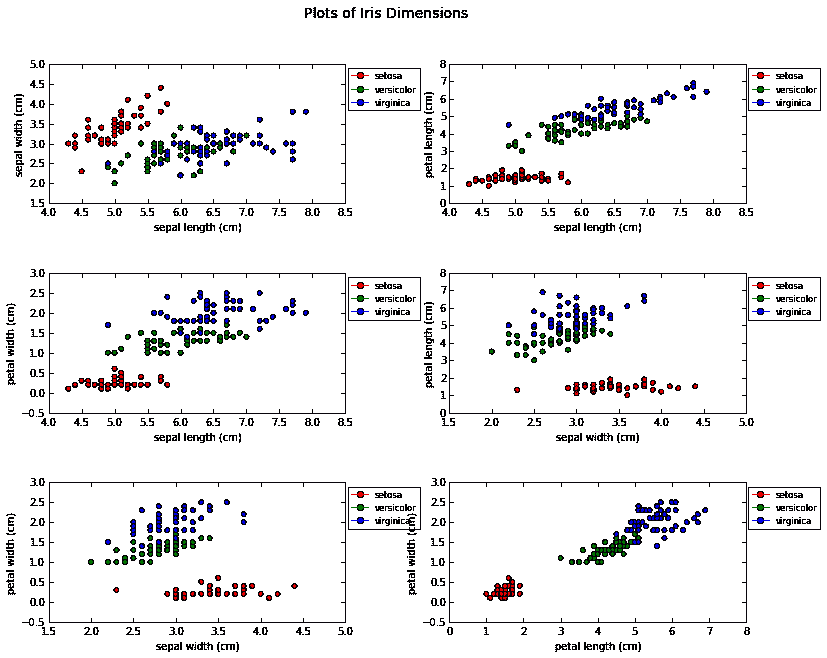 Plots of Iris Dimensions
5.0
4.5
4.0
3.5
3.0
2.5
2.0
1.5
sepal width (cm)
4.0 4.5 5.0 5.5 6.0 6.5 7.0 7.5 8.0 8.5
sepal length (cm)
setosa
versicolor
virginica
8
7
6
5
4
3
2
1
0
petal length (cm)
4.0 4.5 5.0 5.5 6.0 6.5 7.0 7.5 8.0 8.5
sepal length (cm)
setosa
versicolor
virginica
3.0
2.5
2.0
1.5
1.0
0.5
0.0
−0.5
petal width (cm)
4.0 4.5 5.0 5.5 6.0 6.5 7.0 7.5 8.0 8.5
sepal length (cm)
setosa
versicolor
virginica
8
7
6
5
4
3
2
1
0
petal length (cm)
1.5 2.0 2.5 3.0 3.5 4.0 4.5 5.0
sepal width (cm)
setosa
versicolor
virginica
3.0
2.5
2.0
1.5
1.0
0.5
0.0
−0.5
petal width (cm)
1.5 2.0 2.5 3.0 3.5 4.0 4.5 5.0
sepal width (cm)
setosa
versicolor
virginica
3.0
2.5
2.0
1.5
1.0
0.5
0.0
−0.5
petal width (cm)
0 1 2 3 4 5 6 7 8
petal length (cm)
setosa
versicolor
virginica